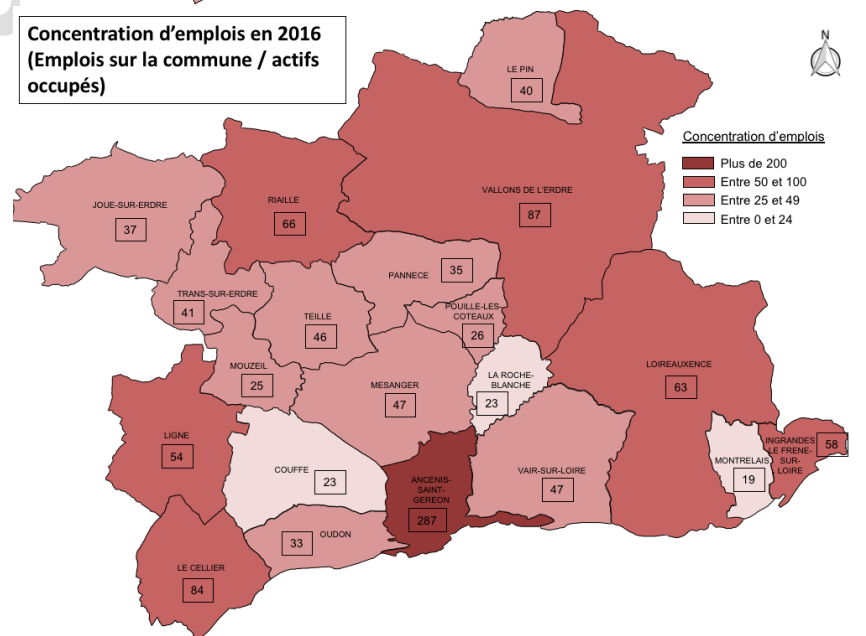 Concentration d'emplois en 2016
(Emplois sur la commune / actifs
occupés)
N
LE PIN
40
Concentration d'emplois
Plus de 200
Entre 50 et 100
Entre 25 et 49
Entre 0 et 24
VALLONS DE L'ERDRE
87
JOUE-SUR-ERDRE
37
RIAILLE
66
PANNECE
35
TRANS-SUR-ERDRE
41
TEILLE
46
POUILLE-LES-
COTEAUX
26
MOUZEIL
25
MESANGER
47
LA ROCHE-
BLANCHE
23
LOIREAUXENCE
63
LIGNE
54
COUFFE
23
ANCENIS-
SAINT-
GEREON
287
VAIR-SUR-LOIRE
47
MONTRELAIS
19
INGRANDES
LE FRENE-
SUR-
LOIRE
58
OUDON
33
LE CELLIER
84